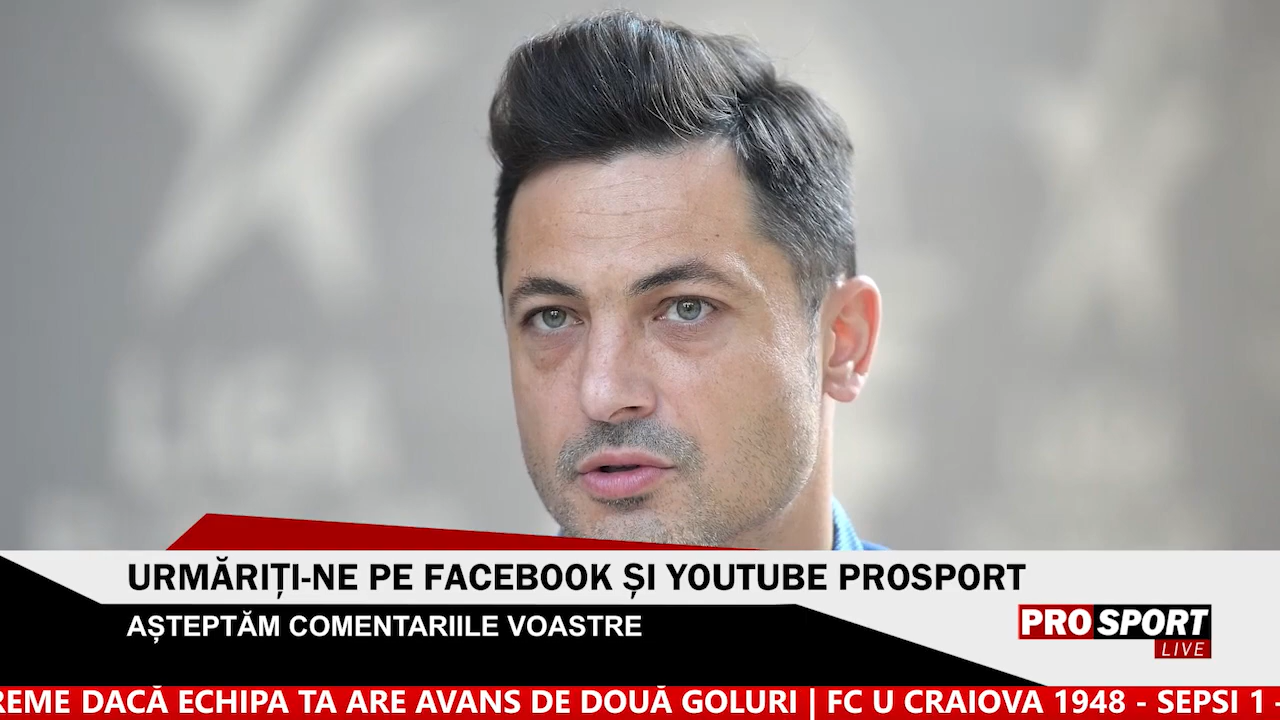 URMĂRIȚI-NE PE FACEBOOK ȘI YOUTUBE PROSPORT
AȘTEPTĂM COMENTARIILE VOASTRE
PRO SPORT
LIVE
REME DACĂ ECHIPA TA ARE AVANS DE DOUĂ GOLURI | FC U CRAIOVA 1948 - SEPSI 1 -